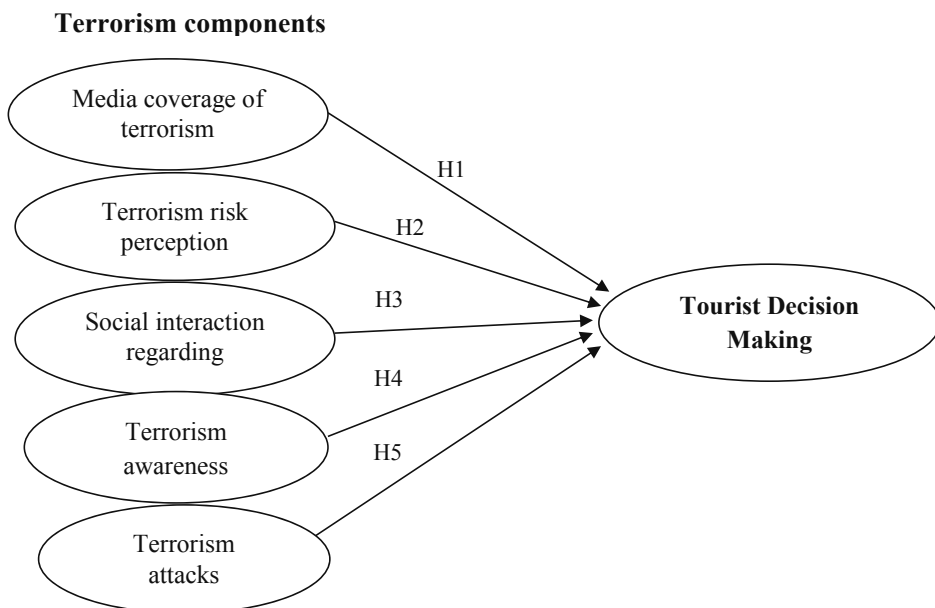 Terrorism components
Media coverage of
terrorism
H1
Terrorism risk
perception
H2
Social interaction
regarding
H3
Tourist Decision
Making
Terrorism
awareness
H4
Terrorism
attacks
H5